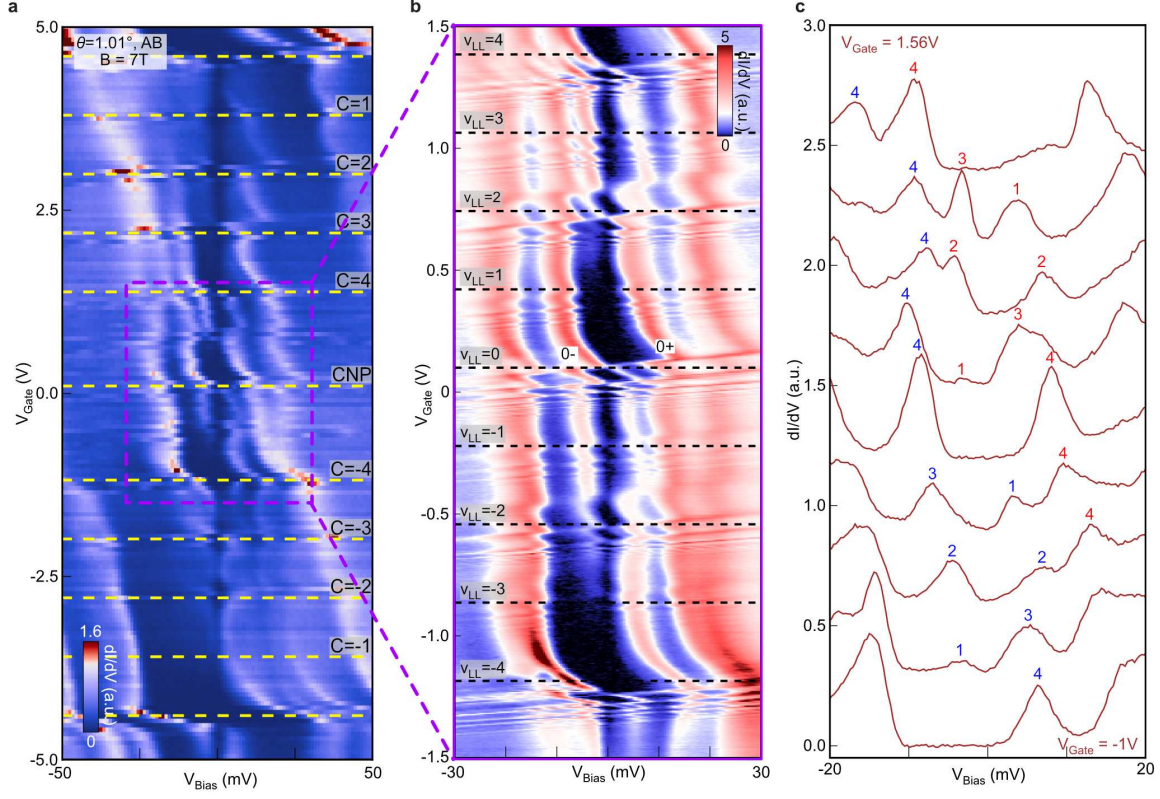 a
5.0
θ=1.01°, AB
B = 7T
C=1
C=2
2.5
C=3
C=4
CNP
0.0
C=-4
C=-3
-2.5
C=-2
C=-1
1.6
dI/dV (a.u.)
0
-5.0
-50
50
V_Gate (V)
V_Bias (mV)
b
1.5
ν_LL=4
5
dI/dV (a.u.)
0
ν_LL=3
1.0
ν_LL=2
0.5
ν_LL=1
ν_LL=0
0-
0+
0
ν_LL=-1
-0.5
ν_LL=-2
ν_LL=-3
-1.0
ν_LL=-4
-1.5
-30
30
V_Gate (V)
V_Bias (mV)
c
3.0
V_Gate = 1.56V
4
4
2.5
4
3
1
4
2
2
2.0
4
3
4
1
4
1.5
3
1
4
1.0
2
2
4
0.5
1
3
4
0.0
V_Gate = -1V
-20
20
dI/dV (a.u.)
V_Bias (mV)